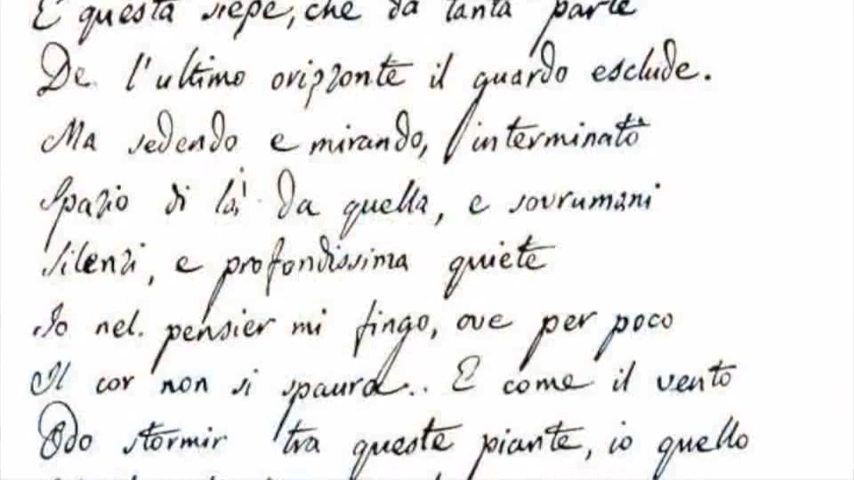 E questa siepe, che da tanta parte
De l'ultimo orizzonte il guardo esclude.
Ma sedendo e mirando, interminato
Spazio di là da quella, e sovrumani
Silenzi, e profondissima quiete
Io nel pensier mi fingo, ove per poco
Il cor non si spaura.. E come il vento
Odo stormir tra queste piante, io quello